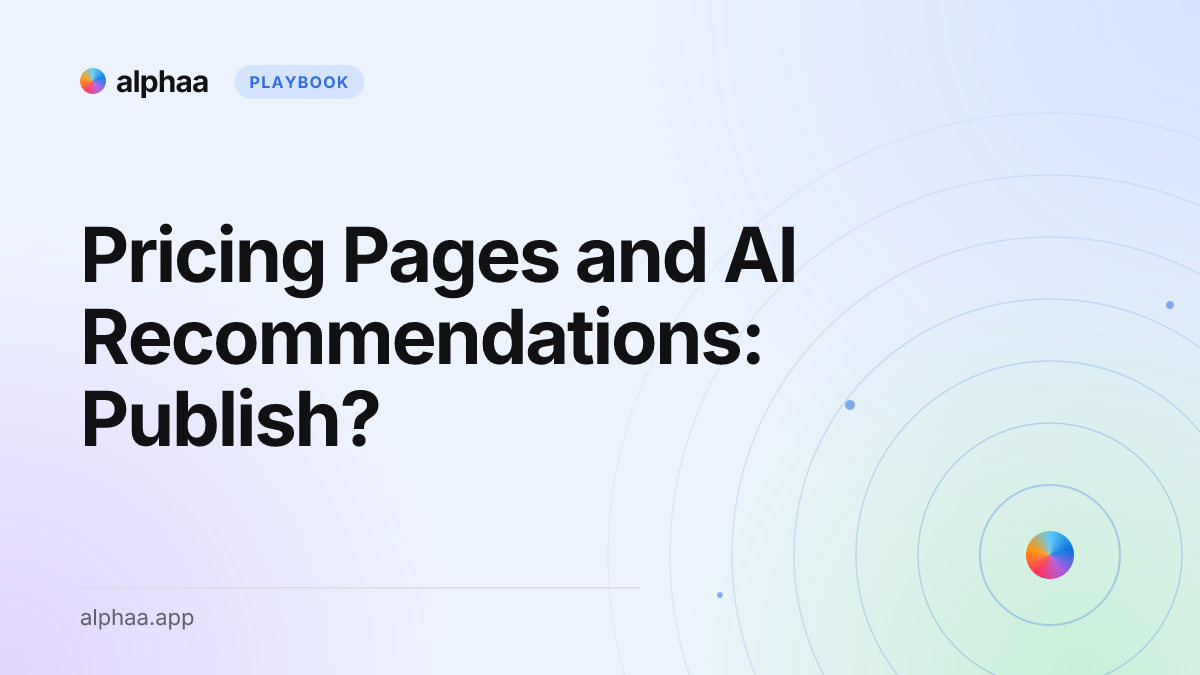 alphaa PLAYBOOK
Pricing Pages and AI
Recommendations:
Publish?
alphaa.app